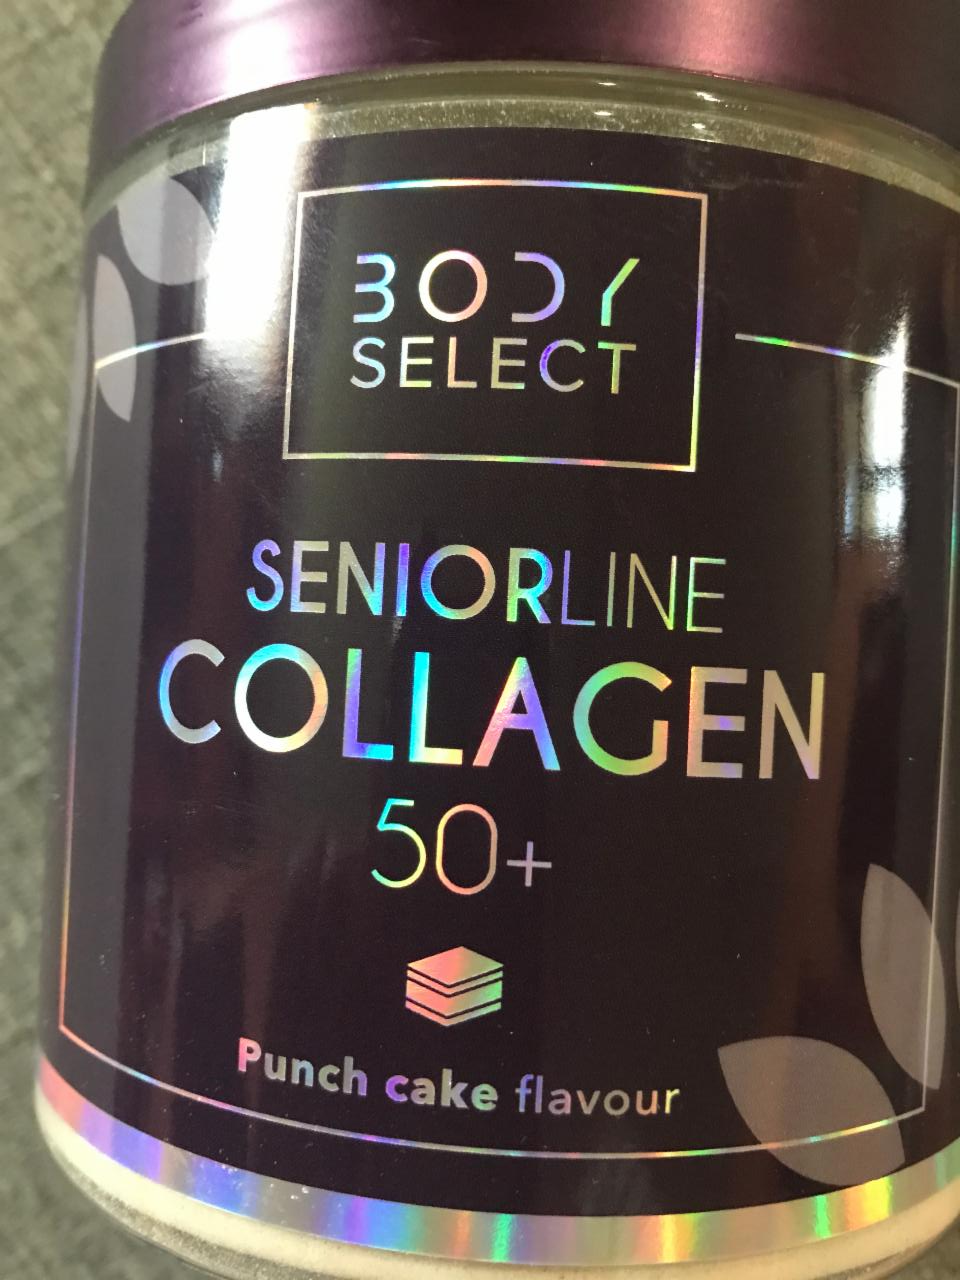 BODY
SELECT
SENIORLINE
COLLAGEN
50+
Punch cake flavour